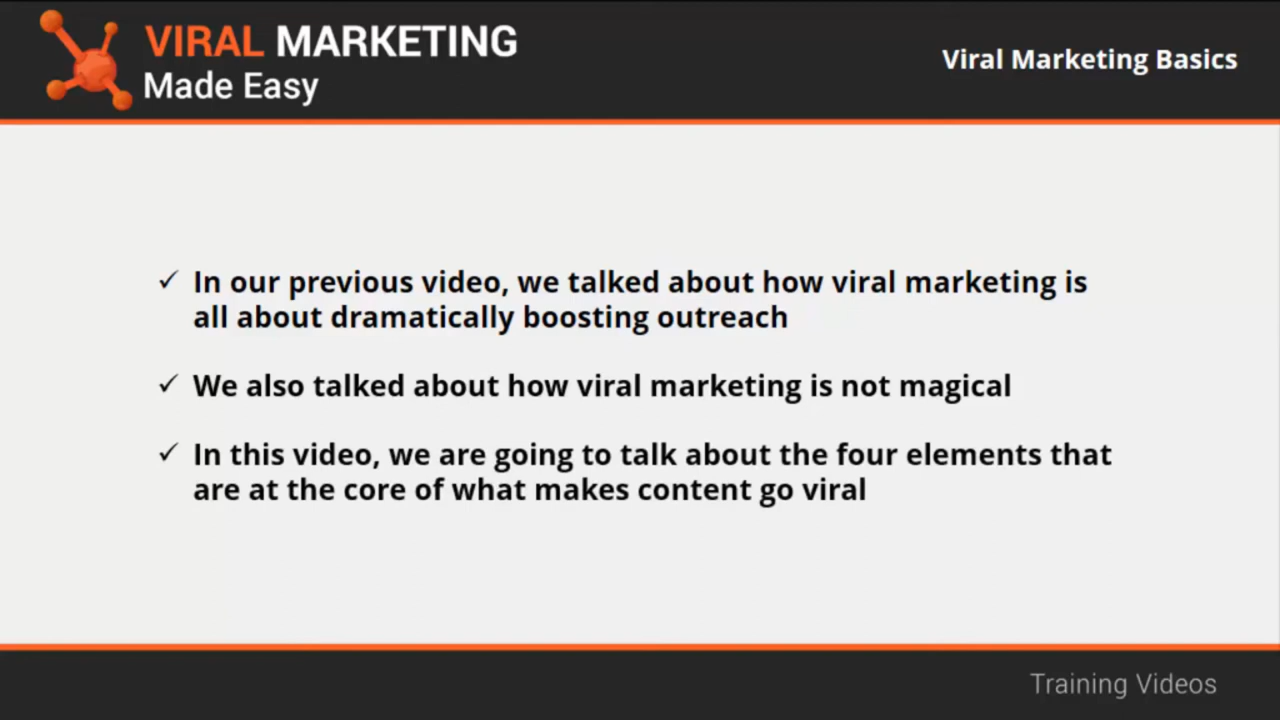 VIRAL MARKETING
Made Easy
Viral Marketing Basics
✓ In our previous video, we talked about how viral marketing is
all about dramatically boosting outreach
✓ We also talked about how viral marketing is not magical
✓ In this video, we are going to talk about the four elements that
are at the core of what makes content go viral
Training Videos